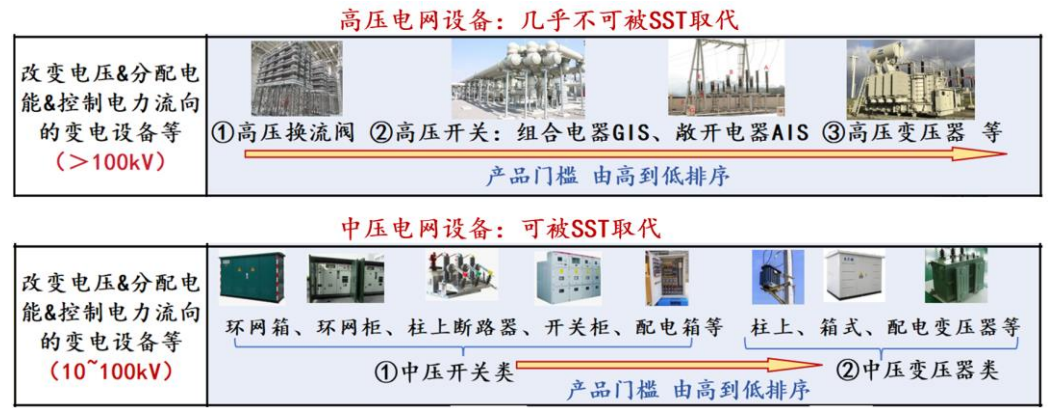 高压电网设备：几乎不可被SST取代
改变电压&分配电
能&控制电力流向
的变电设备等
（＞100kV）
①高压换流阀 ②高压开关：组合电器GIS、敞开电器AIS ③高压变压器 等
产品门槛 由高到低排序
中压电网设备：可被SST取代
改变电压&分配电
能&控制电力流向
的变电设备等
（10~100kV）
环网箱、环网柜、柱上断路器、开关柜、配电箱等
柱上、箱式、配电变压器等
①中压开关类
②中压变压器类
产品门槛 由高到低排序